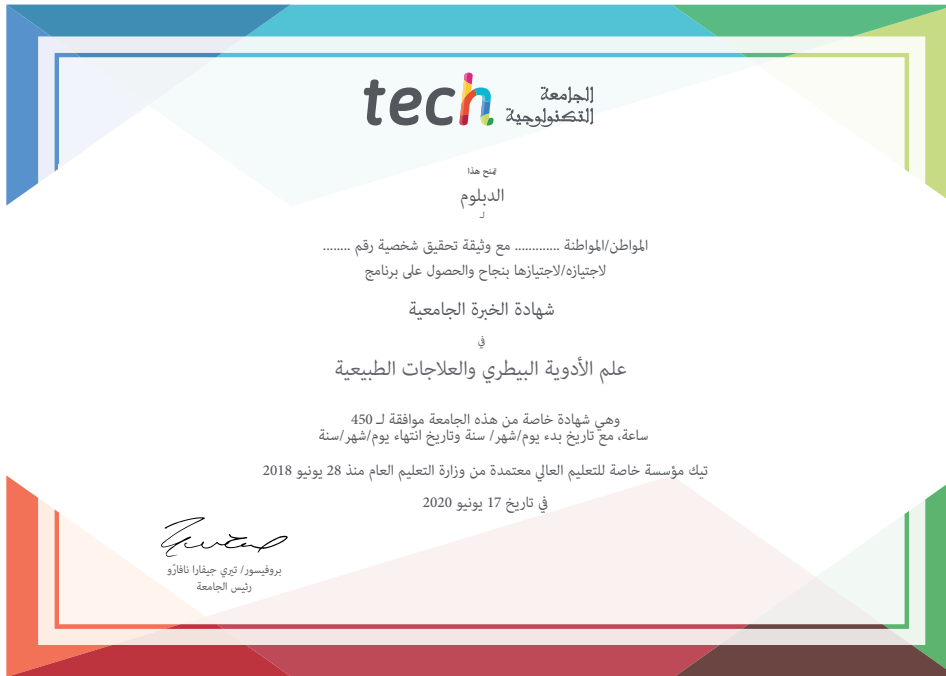 tech الجامعة
التكنولوجية
يمنح هذا
الدبلوم
لـ
المواطن/المواطنة ............ مع وثيقة تحقيق شخصية رقم ........
لاجتيازه/لاجتيازها بنجاح والحصول على برنامج
شهادة الخبرة الجامعية
في
علم الأدوية البيطري والعلاجات الطبيعية
وهي شهادة خاصة من هذه الجامعة موافقة لـ 450
ساعة، مع تاريخ بدء يوم/شهر/ سنة وتاريخ انتهاء يوم/شهر/سنة
تيك مؤسسة خاصة للتعليم العالي معتمدة من وزارة التعليم العام منذ 28 يونيو 2018
في تاريخ 17 يونيو 2020
بروفيسور/ تيري جيفارا نافارّو
رئيس الجامعة